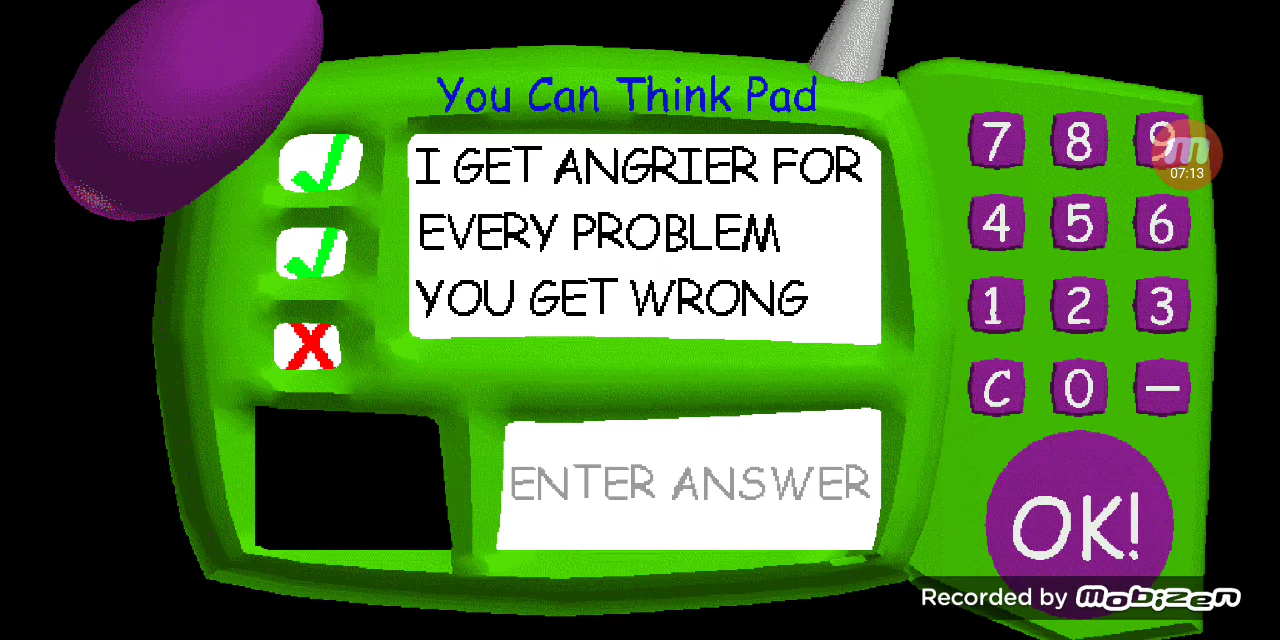 You Can Think Pad
I GET ANGRIER FOR
EVERY PROBLEM
YOU GET WRONG
ENTER ANSWER
7 8 9
4 5 6
1 2 3
C 0 —
OK!
m
07:13
Recorded by mobizen